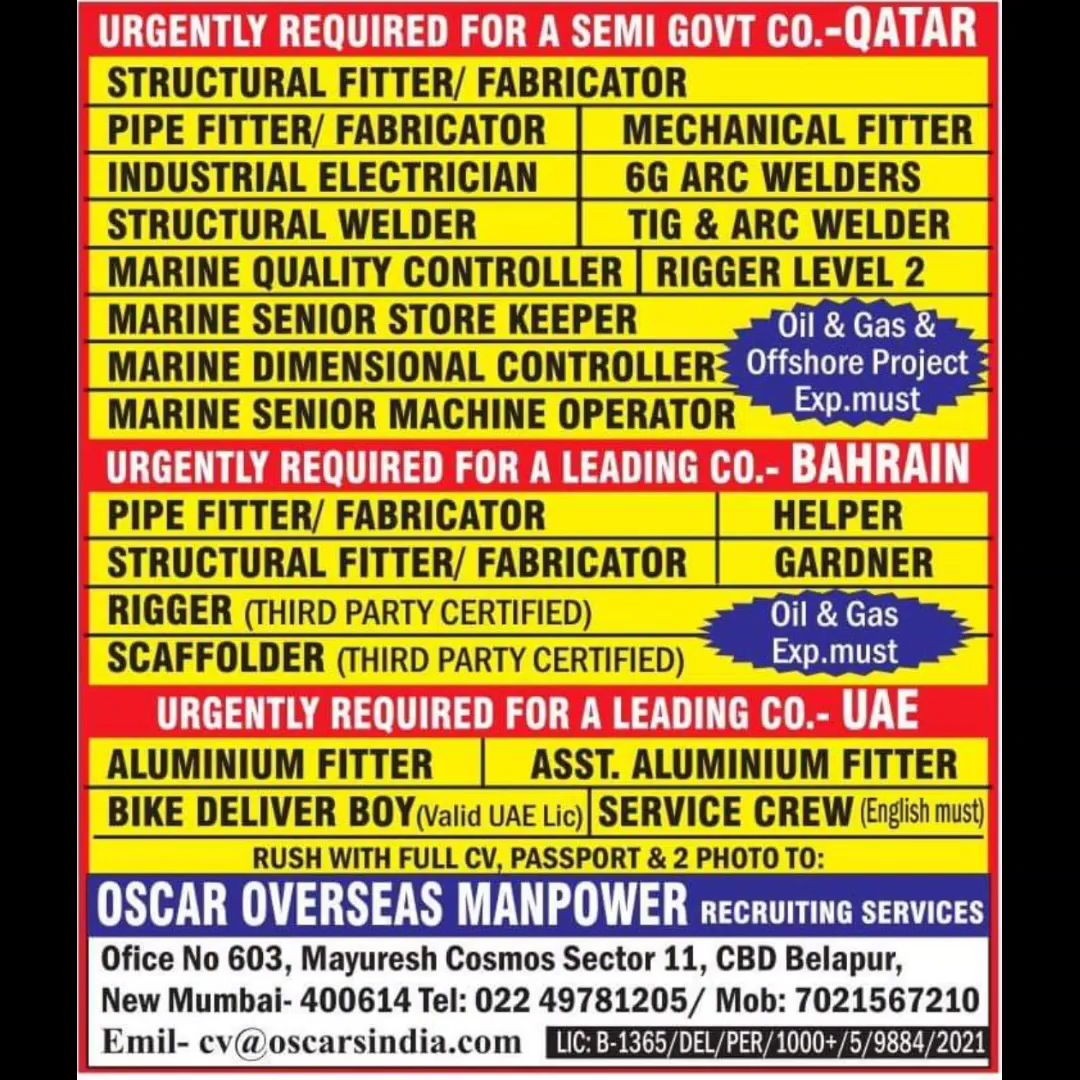 URGENTLY REQUIRED FOR A SEMI GOVT CO.-QATAR
STRUCTURAL FITTER/ FABRICATOR
PIPE FITTER/ FABRICATOR MECHANICAL FITTER
INDUSTRIAL ELECTRICIAN 6G ARC WELDERS
STRUCTURAL WELDER TIG & ARC WELDER
MARINE QUALITY CONTROLLER RIGGER LEVEL 2
MARINE SENIOR STORE KEEPER
MARINE DIMENSIONAL CONTROLLER
MARINE SENIOR MACHINE OPERATOR
Oil & Gas &
Offshore Project
Exp.must
URGENTLY REQUIRED FOR A LEADING CO.- BAHRAIN
PIPE FITTER/ FABRICATOR HELPER
STRUCTURAL FITTER/ FABRICATOR GARDNER
RIGGER (THIRD PARTY CERTIFIED)
SCAFFOLDER (THIRD PARTY CERTIFIED)
Oil & Gas
Exp.must
URGENTLY REQUIRED FOR A LEADING CO.- UAE
ALUMINIUM FITTER ASST. ALUMINIUM FITTER
BIKE DELIVER BOY(Valid UAE Lic) SERVICE CREW (English must)
RUSH WITH FULL CV, PASSPORT & 2 PHOTO TO:
OSCAR OVERSEAS MANPOWER RECRUITING SERVICES
Ofice No 603, Mayuresh Cosmos Sector 11, CBD Belapur,
New Mumbai- 400614 Tel: 022 49781205/ Mob: 7021567210
Emil- cv@oscarsindia.com LIC: B-1365/DEL/PER/1000+/5/9884/2021